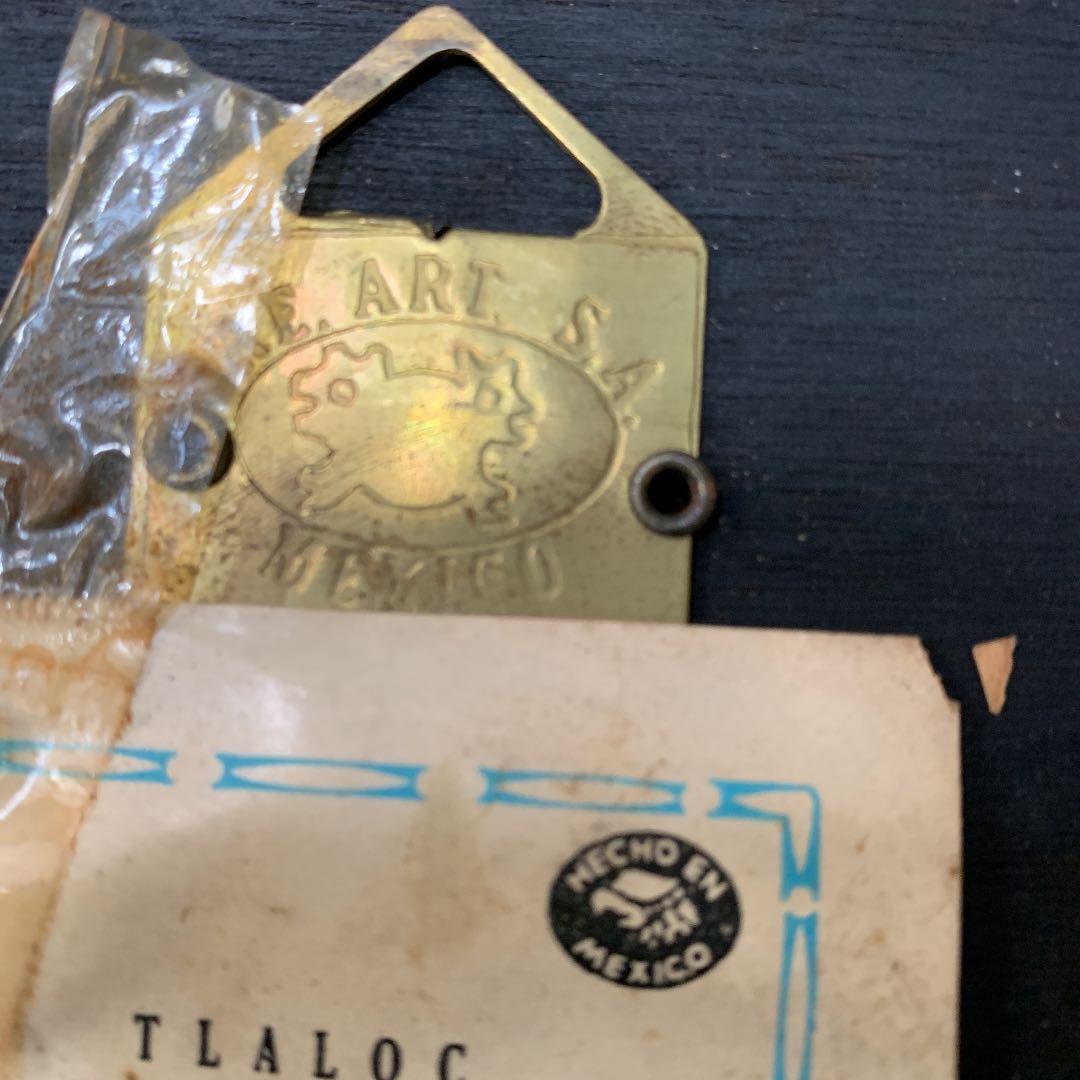 ART. S.A.
MEXICO
HECHO EN
MEXICO
TLALOC